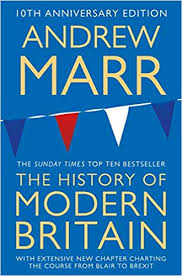 10TH ANNIVERSARY EDITION
ANDREW
MARR
THE SUNDAY TIMES TOP TEN BESTSELLER
THE HISTORY OF
MODERN
BRITAIN
WITH EXTENSIVE NEW CHAPTER CHARTING
THE COURSE FROM BLAIR TO BREXIT